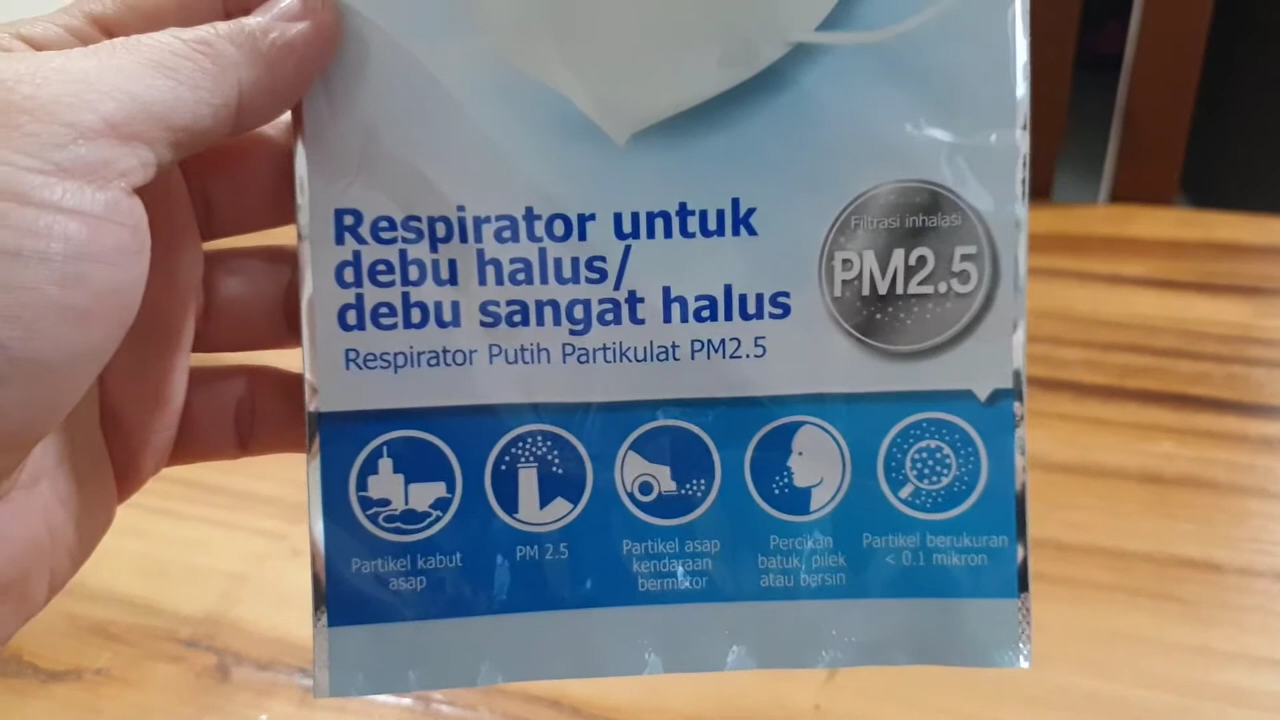 Respirator untuk
debu halus/
debu sangat halus
Respirator Putih Partikulat PM2.5
Filtrasi inhalasi
PM2.5
Partikel kabut
asap
PM 2.5
Partikel asap
kendaraan
bermotor
Percikan
batuk, pilek
atau bersin
Partikel berukuran
< 0.1 mikron